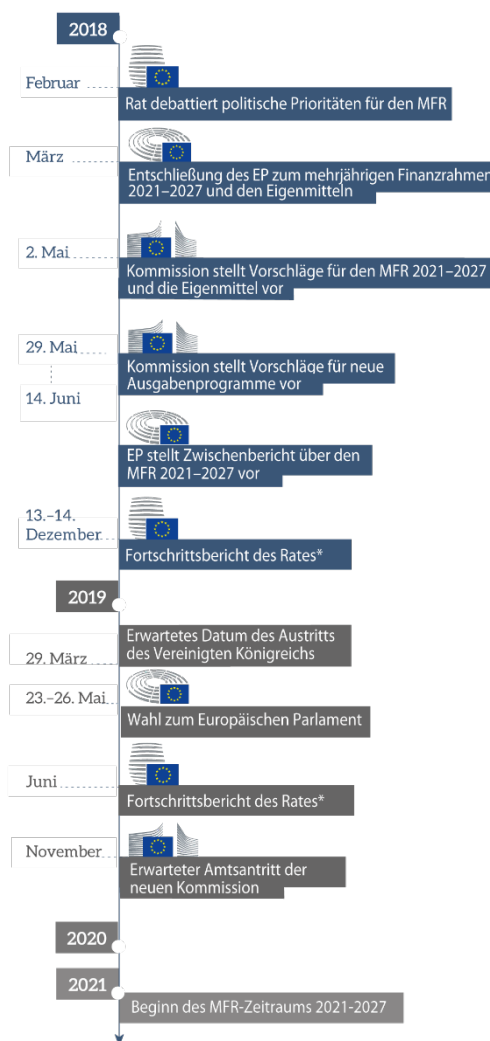 2018
Februar
Rat debattiert politische Prioritäten für den MFR
März
Entschließung des EP zum mehrjährigen Finanzrahmen
2021–2027 und den Eigenmitteln
2. Mai
Kommission stellt Vorschläge für den MFR 2021–2027
und die Eigenmittel vor
29. Mai
14. Juni
Kommission stellt Vorschläge für neue
Ausgabenprogramme vor
EP stellt Zwischenbericht über den
MFR 2021–2027 vor
13.–14.
Dezember
Fortschrittsbericht des Rates*
2019
29. März
Erwartetes Datum des Austritts
des Vereinigten Königreichs
23.–26. Mai
Wahl zum Europäischen Parlament
Juni
Fortschrittsbericht des Rates*
November
Erwarteter Amtsantritt der
neuen Kommission
2020
2021
Beginn des MFR-Zeitraums 2021-2027